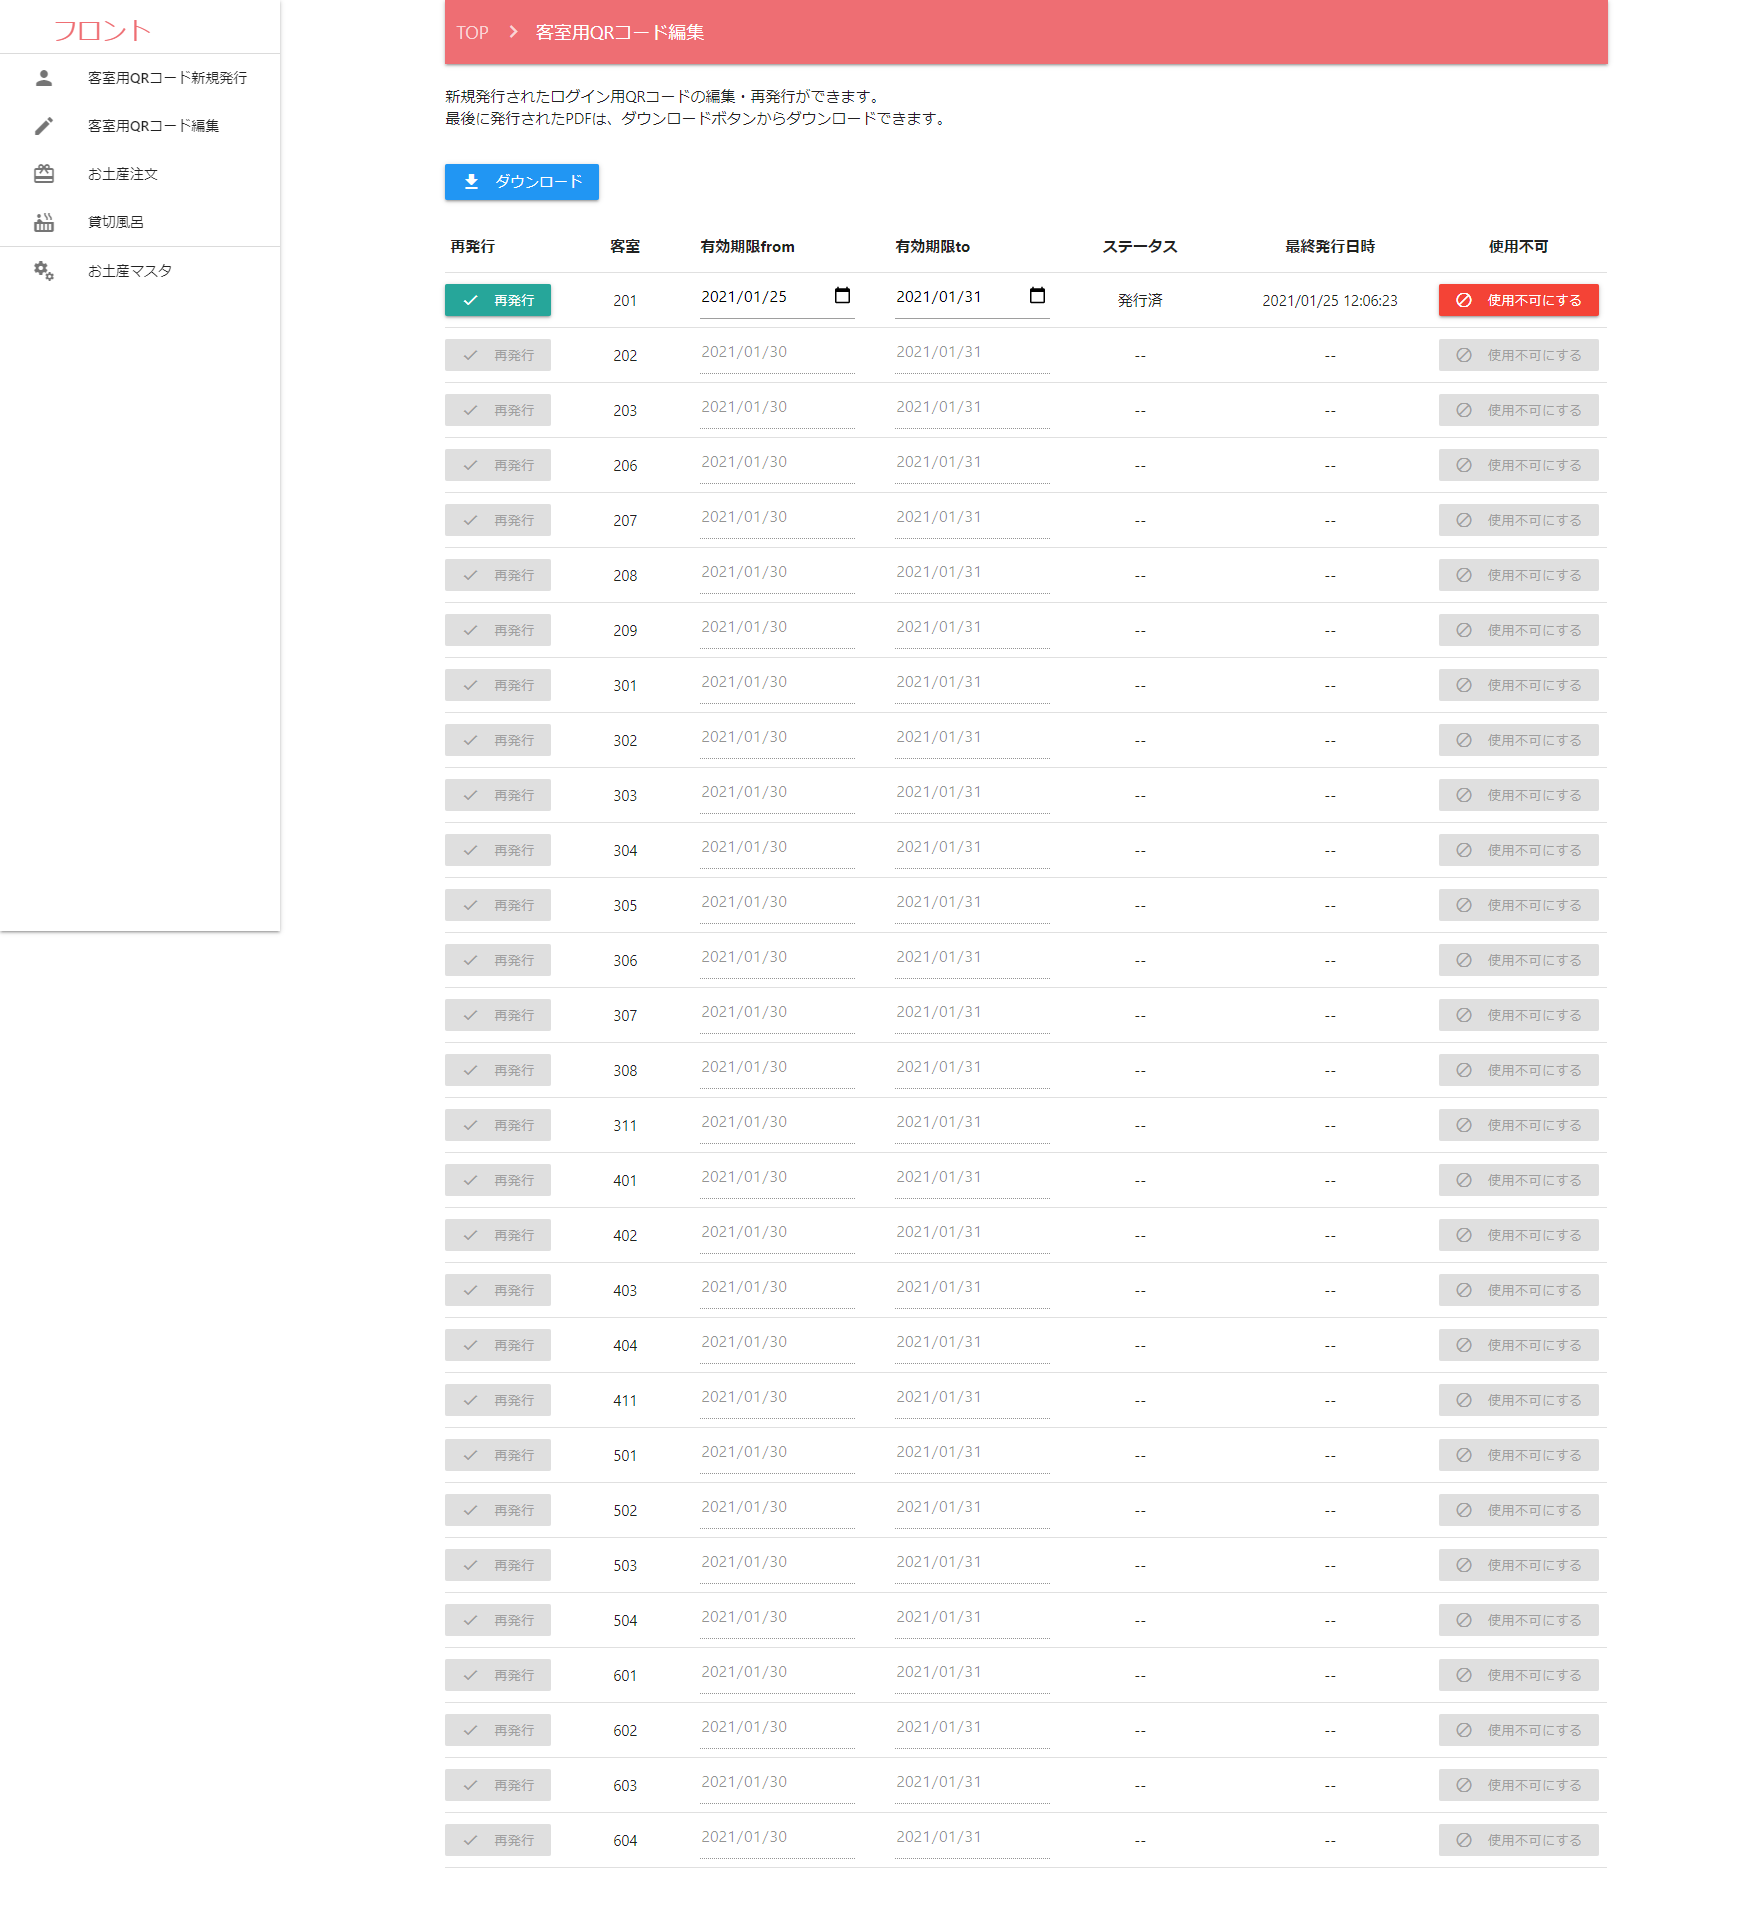 フロント
客室用QRコード新規発行
客室用QRコード編集
お土産注文
貸切風呂
お土産マスタ
TOP 客室用QRコード編集
新規発行されたログイン用QRコードの編集・再発行ができます。
最後に発行されたPDFは、ダウンロードボタンからダウンロードできます。
ダウンロード
再発行 客室 有効期限from 有効期限to ステータス 最終発行日時 使用不可
再発行 201 2021/01/25 2021/01/31 発行済 2021/01/25 12:06:23 使用不可にする
再発行 202 2021/01/30 2021/01/31 -- -- 使用不可にする
再発行 203 2021/01/30 2021/01/31 -- -- 使用不可にする
再発行 206 2021/01/30 2021/01/31 -- -- 使用不可にする
再発行 207 2021/01/30 2021/01/31 -- -- 使用不可にする
再発行 208 2021/01/30 2021/01/31 -- -- 使用不可にする
再発行 209 2021/01/30 2021/01/31 -- -- 使用不可にする
再発行 301 2021/01/30 2021/01/31 -- -- 使用不可にする
再発行 302 2021/01/30 2021/01/31 -- -- 使用不可にする
再発行 303 2021/01/30 2021/01/31 -- -- 使用不可にする
再発行 304 2021/01/30 2021/01/31 -- -- 使用不可にする
再発行 305 2021/01/30 2021/01/31 -- -- 使用不可にする
再発行 306 2021/01/30 2021/01/31 -- -- 使用不可にする
再発行 307 2021/01/30 2021/01/31 -- -- 使用不可にする
再発行 308 2021/01/30 2021/01/31 -- -- 使用不可にする
再発行 311 2021/01/30 2021/01/31 -- -- 使用不可にする
再発行 401 2021/01/30 2021/01/31 -- -- 使用不可にする
再発行 402 2021/01/30 2021/01/31 -- -- 使用不可にする
再発行 403 2021/01/30 2021/01/31 -- -- 使用不可にする
再発行 404 2021/01/30 2021/01/31 -- -- 使用不可にする
再発行 411 2021/01/30 2021/01/31 -- -- 使用不可にする
再発行 501 2021/01/30 2021/01/31 -- -- 使用不可にする
再発行 502 2021/01/30 2021/01/31 -- -- 使用不可にする
再発行 503 2021/01/30 2021/01/31 -- -- 使用不可にする
再発行 504 2021/01/30 2021/01/31 -- -- 使用不可にする
再発行 601 2021/01/30 2021/01/31 -- -- 使用不可にする
再発行 602 2021/01/30 2021/01/31 -- -- 使用不可にする
再発行 603 2021/01/30 2021/01/31 -- -- 使用不可にする
再発行 604 2021/01/30 2021/01/31 -- -- 使用不可にする